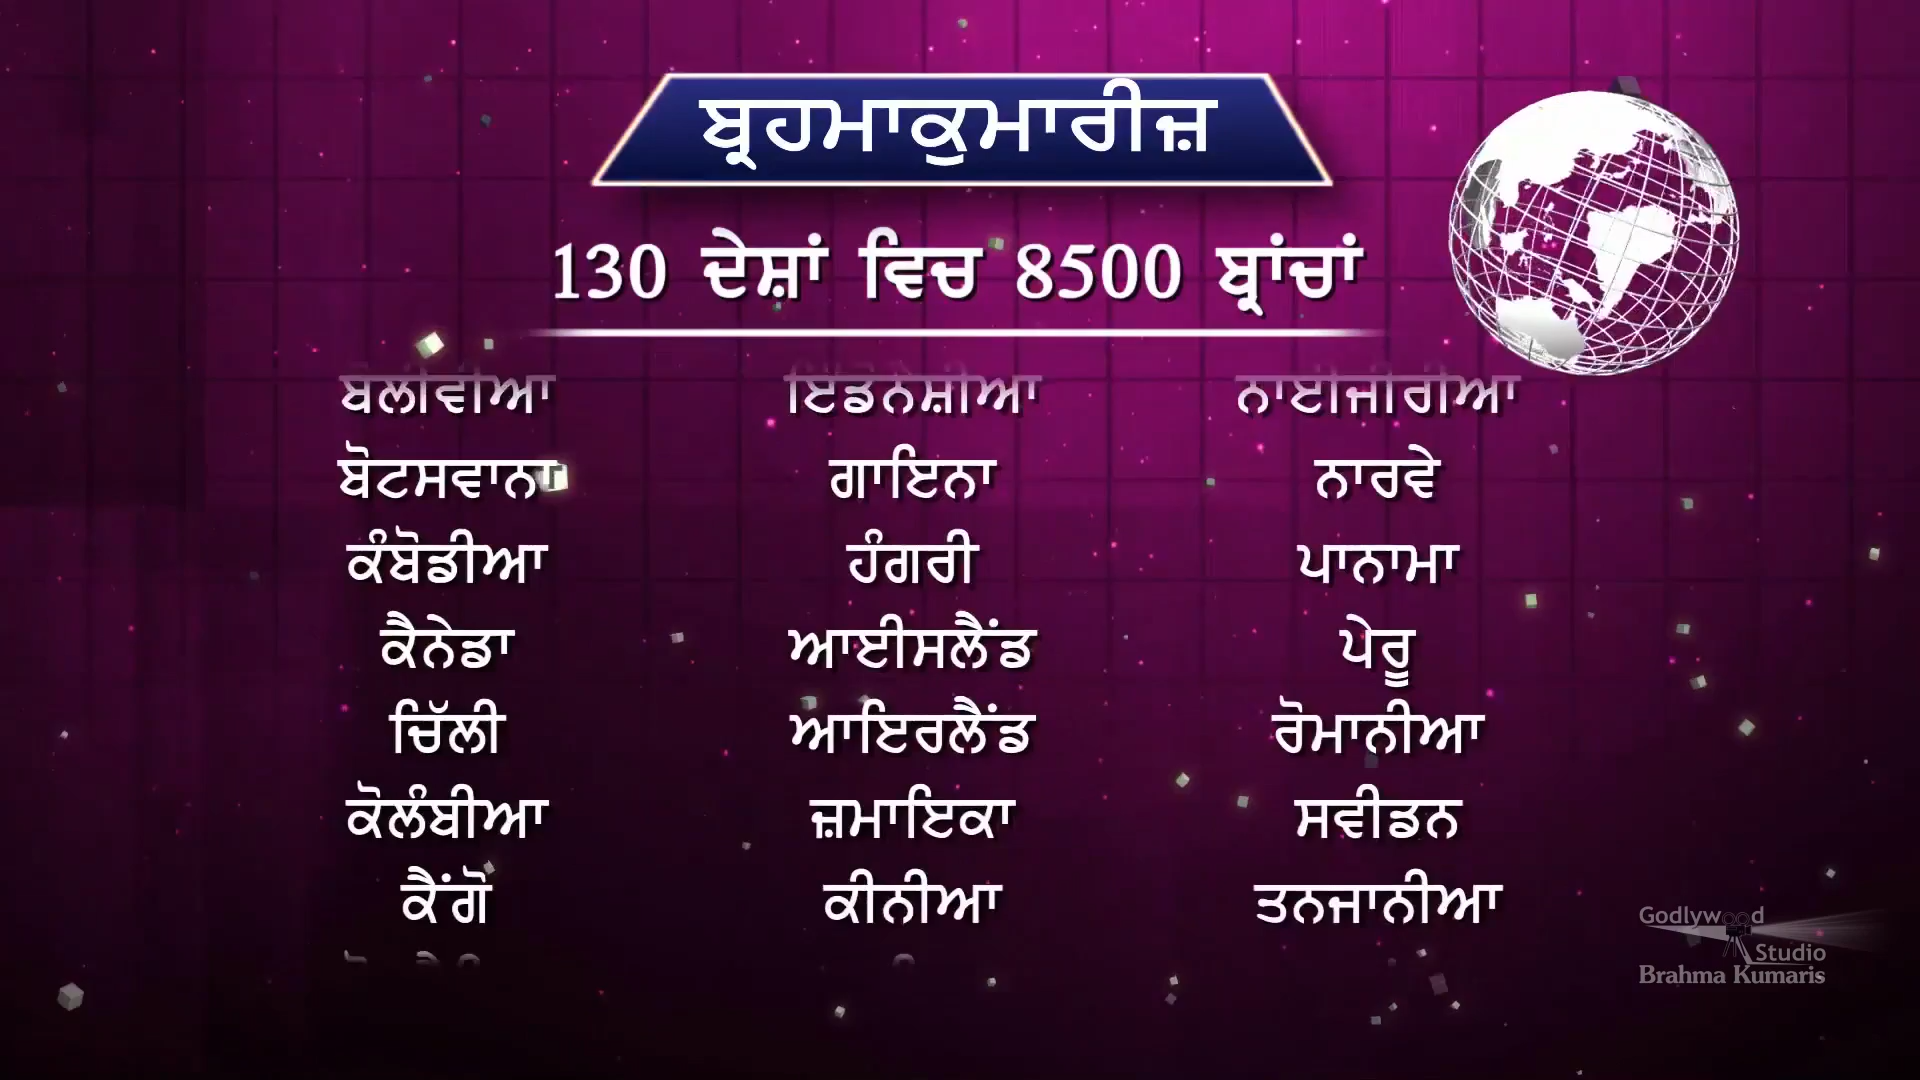 ਬ੍ਰਹਮਾਕੁਮਾਰੀਜ਼
130 ਦੇਸ਼ਾਂ ਵਿਚ 8500 ਬ੍ਰਾਂਚਾਂ
ਬਲੀਵੀਆ ਇੰਡੋਨੇਸ਼ੀਆ ਨਾਈਜੀਰੀਆ
ਬੋਟਸਵਾਨਾ ਗਾਇਨਾ ਨਾਰਵੇ
ਕੰਬੋਡੀਆ ਹੰਗਰੀ ਪਾਨਾਮਾ
ਕੈਨੇਡਾ ਆਈਸਲੈਂਡ ਪੇਰੂ
ਚਿੱਲੀ ਆਇਰਲੈਂਡ ਰੋਮਾਨੀਆ
ਕੋਲੰਬੀਆ ਜ਼ਮਾਇਕਾ ਸਵੀਡਨ
ਕੈਂਗੋ ਕੀਨੀਆ ਤਨਜਾਨੀਆ
Godlywood
Studio
Brahma Kumaris